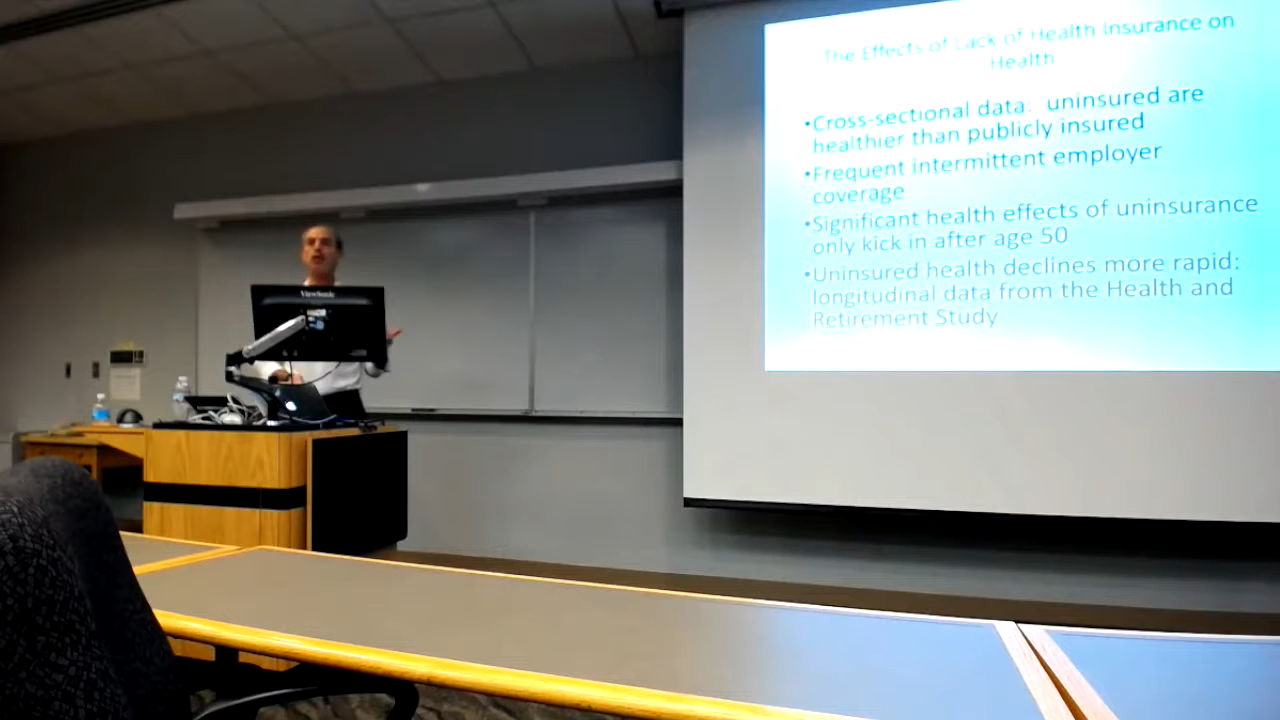 The Effects of Lack of Health Insurance on
Health
•Cross-sectional data: uninsured are
healthier than publicly insured
•Frequent intermittent employer
coverage
•Significant health effects of uninsurance
only kick in after age 50
•Uninsured health declines more rapid:
longitudinal data from the Health and
Retirement Study
ViewSonic